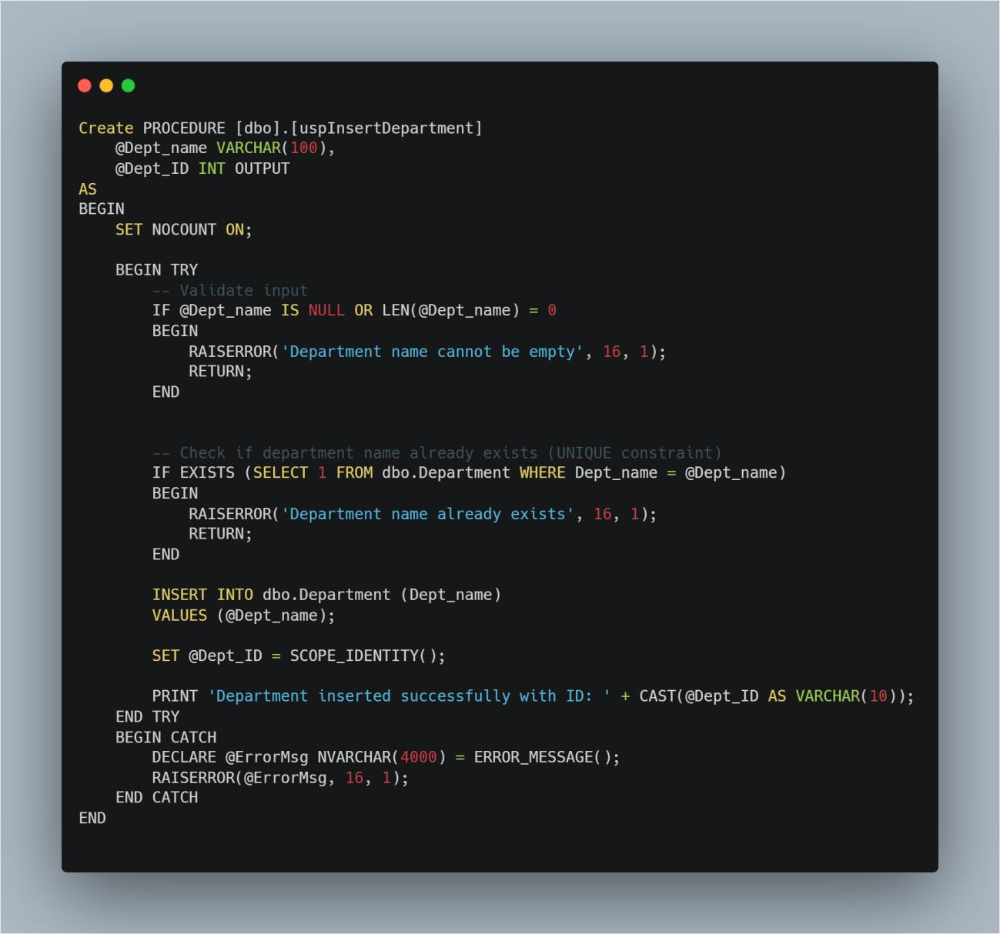 Create PROCEDURE [dbo].[uspInsertDepartment]
    @Dept_name VARCHAR(100),
    @Dept_ID INT OUTPUT
AS
BEGIN
    SET NOCOUNT ON;

    BEGIN TRY
        -- Validate input
        IF @Dept_name IS NULL OR LEN(@Dept_name) = 0
        BEGIN
            RAISERROR('Department name cannot be empty', 16, 1);
            RETURN;
        END

        -- Check if department name already exists (UNIQUE constraint)
        IF EXISTS (SELECT 1 FROM dbo.Department WHERE Dept_name = @Dept_name)
        BEGIN
            RAISERROR('Department name already exists', 16, 1);
            RETURN;
        END

        INSERT INTO dbo.Department (Dept_name)
        VALUES (@Dept_name);

        SET @Dept_ID = SCOPE_IDENTITY();

        PRINT 'Department inserted successfully with ID: ' + CAST(@Dept_ID AS VARCHAR(10));
    END TRY
    BEGIN CATCH
        DECLARE @ErrorMsg NVARCHAR(4000) = ERROR_MESSAGE();
        RAISERROR(@ErrorMsg, 16, 1);
    END CATCH
END